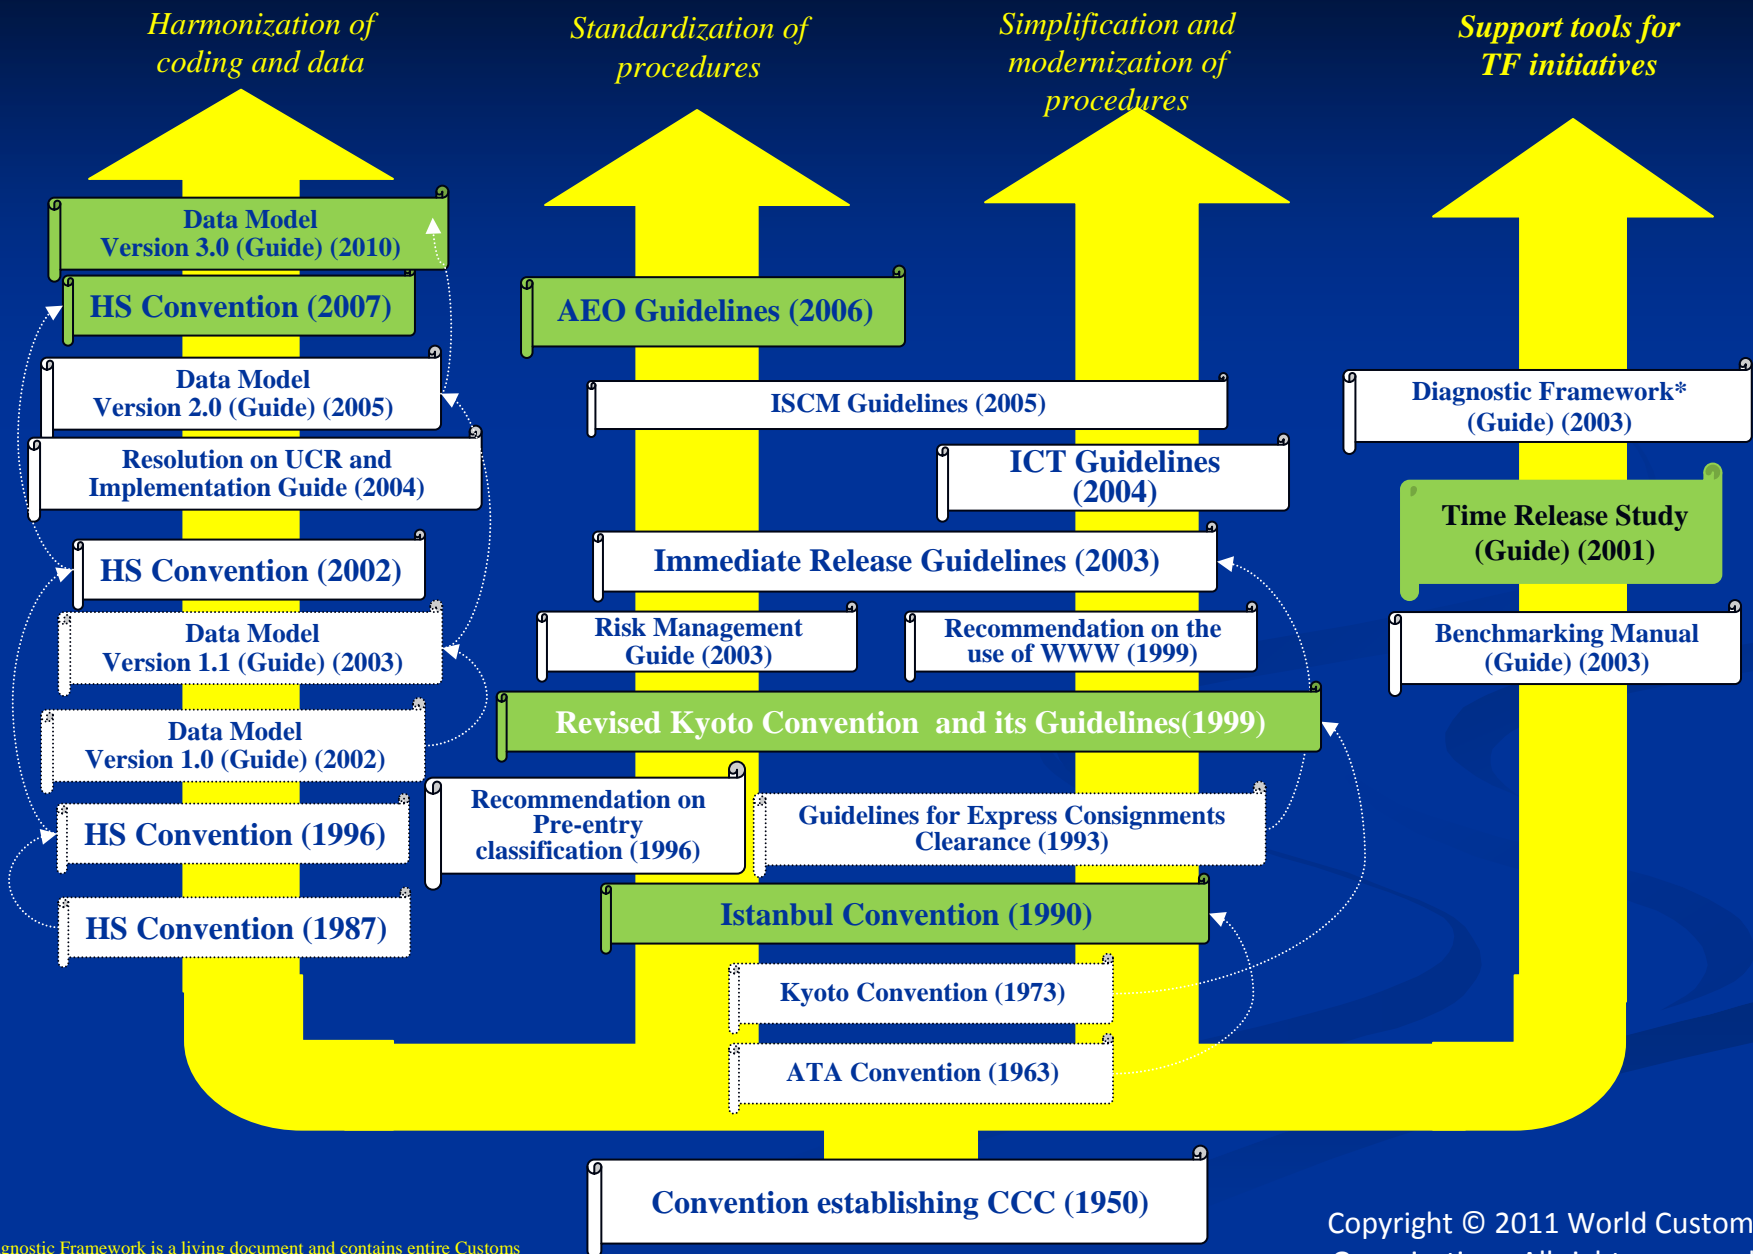 Harmonization of
coding and data
Standardization of
procedures
Simplification and
modernization of
procedures
Support tools for
TF initiatives
Data Model
Version 3.0 (Guide) (2010)
HS Convention (2007)
Data Model
Version 2.0 (Guide) (2005)
Resolution on UCR and
Implementation Guide (2004)
HS Convention (2002)
Data Model
Version 1.1 (Guide) (2003)
Data Model
Version 1.0 (Guide) (2002)
HS Convention (1996)
HS Convention (1987)
AEO Guidelines (2006)
ISCM Guidelines (2005)
ICT Guidelines
(2004)
Immediate Release Guidelines (2003)
Risk Management
Guide (2003)
Recommendation on the
use of WWW (1999)
Revised Kyoto Convention and its Guidelines(1999)
Recommendation on
Pre-entry
classification (1996)
Guidelines for Express Consignments
Clearance (1993)
Istanbul Convention (1990)
Kyoto Convention (1973)
ATA Convention (1963)
Diagnostic Framework*
(Guide) (2003)
Time Release Study
(Guide) (2001)
Benchmarking Manual
(Guide) (2003)
Convention establishing CCC (1950)
Framework is a living document and contains entire Customs
Copyright © 2011 World Custom